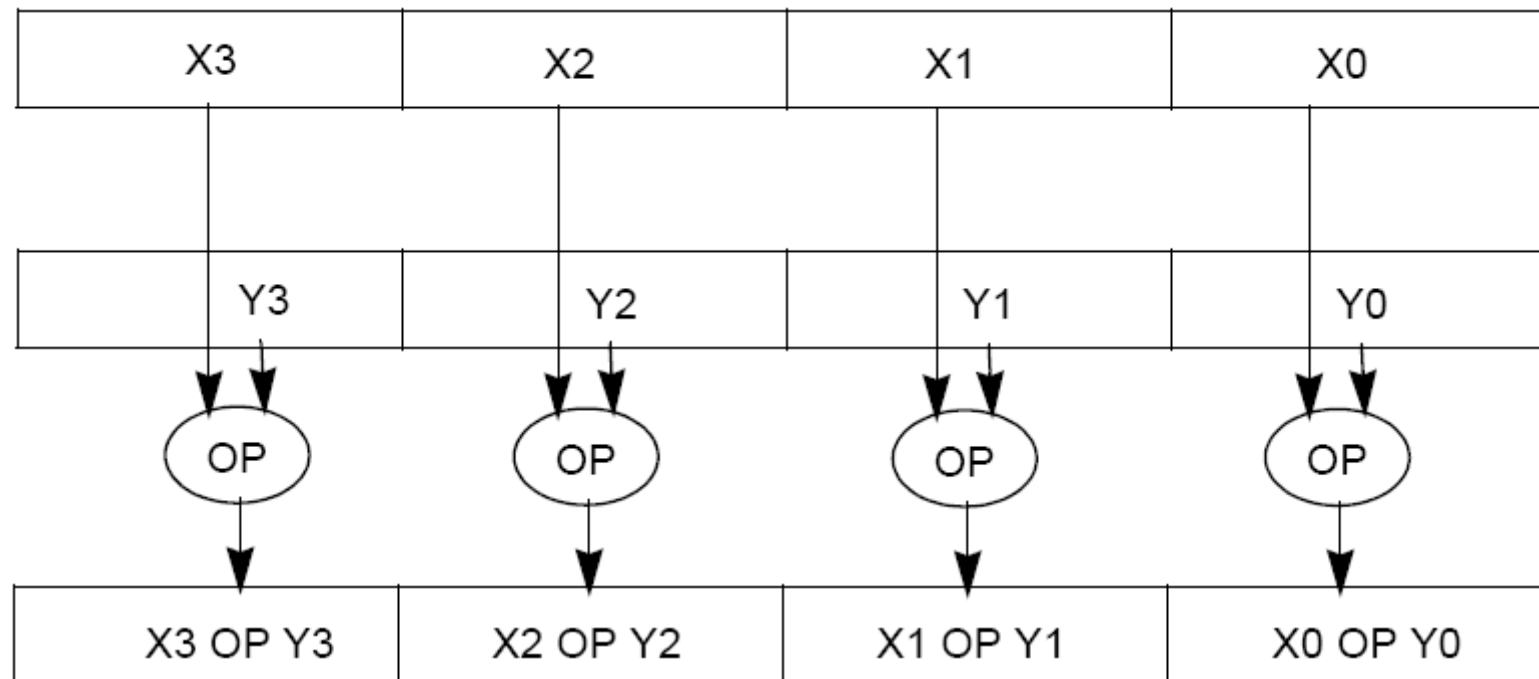 X3 X2 X1 X0
Y3 Y2 Y1 Y0
OP OP OP OP
X3 OP Y3 X2 OP Y2 X1 OP Y1 X0 OP Y0